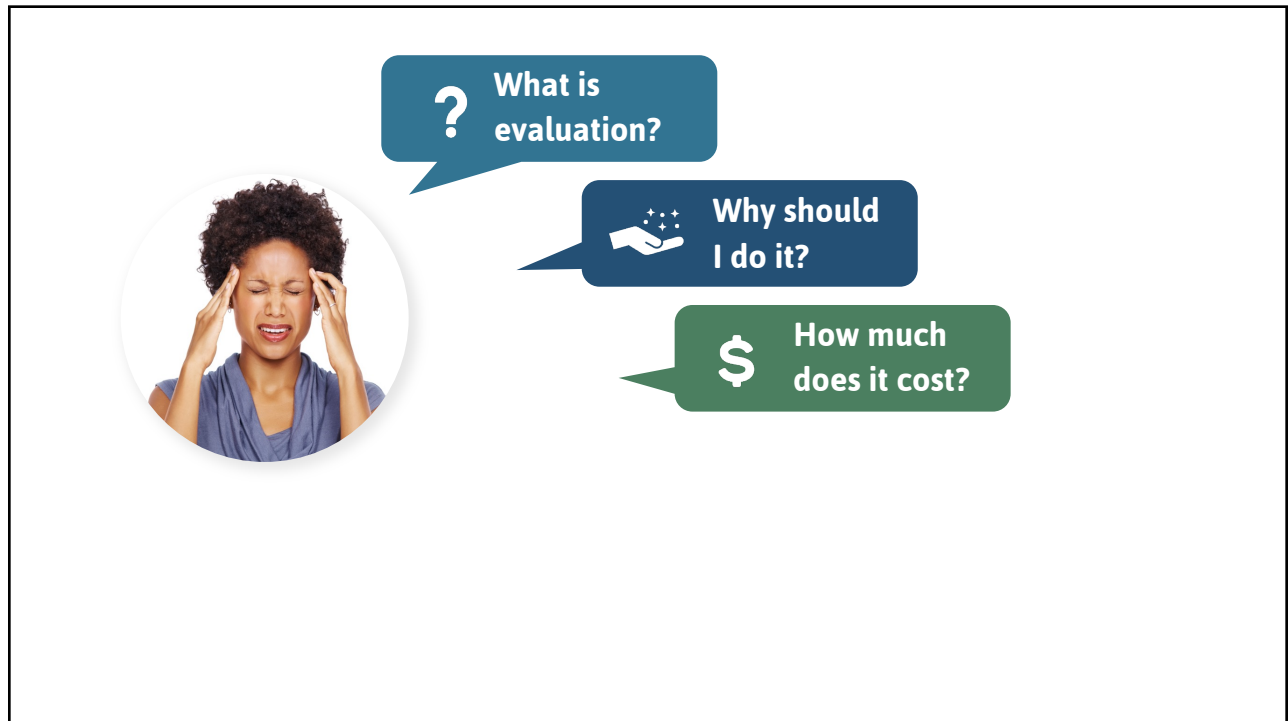 ?
What is
evaluation?
Why should
I do it?
$
How much
does it cost?